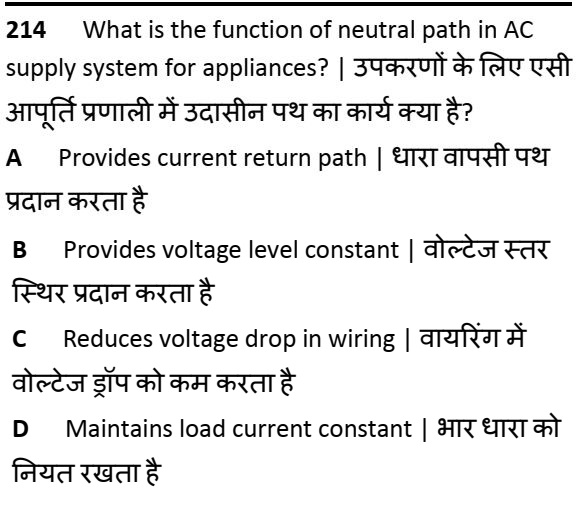 214 What is the function of neutral path in AC
supply system for appliances? | उपकरणों के लिए एसी
आपूर्ति प्रणाली में उदासीन पथ का कार्य क्या है?
A Provides current return path | धारा वापसी पथ
प्रदान करता है
B Provides voltage level constant | वोल्टेज स्तर
स्थिर प्रदान करता है
C Reduces voltage drop in wiring | वायरिंग में
वोल्टेज ड्रॉप को कम करता है
D Maintains load current constant | भार धारा को
नियत रखता है